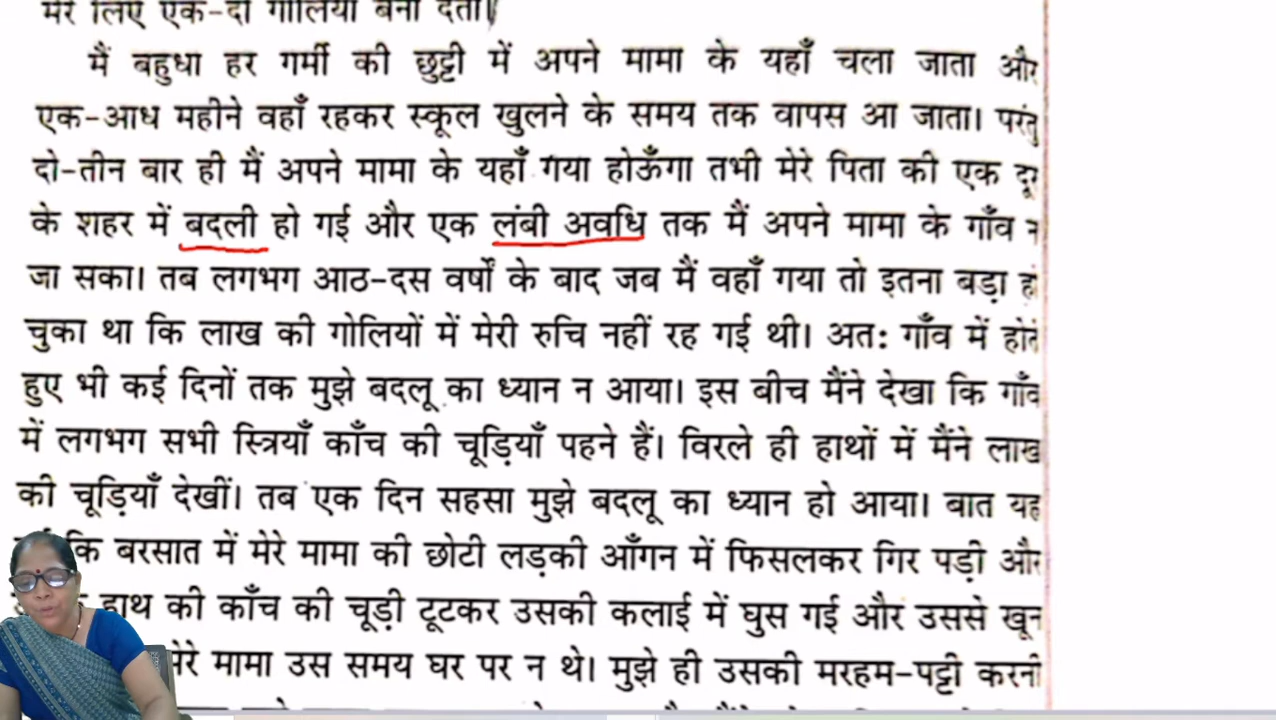 मेरे लिए एक-दो गोलियाँ बना देता।
मैं बहुधा हर गर्मी की छुट्टी में अपने मामा के यहाँ चला जाता और
एक-आध महीने वहाँ रहकर स्कूल खुलने के समय तक वापस आ जाता। परंतु
दो-तीन बार ही मैं अपने मामा के यहाँ गया होऊँगा तभी मेरे पिता की एक दूर
के शहर में बदली हो गई और एक लंबी अवधि तक मैं अपने मामा के गाँव न
जा सका। तब लगभग आठ-दस वर्षों के बाद जब मैं वहाँ गया तो इतना बड़ा हो
चुका था कि लाख की गोलियों में मेरी रुचि नहीं रह गई थी। अतः गाँव में होते
हुए भी कई दिनों तक मुझे बदलू का ध्यान न आया। इस बीच मैंने देखा कि गाँव
में लगभग सभी स्त्रियाँ काँच की चूड़ियाँ पहने हैं। विरले ही हाथों में मैंने लाख
की चूड़ियाँ देखीं। तब एक दिन सहसा मुझे बदलू का ध्यान हो आया। बात यह
कि बरसात में मेरे मामा की छोटी लड़की आँगन में फिसलकर गिर पड़ी और
हाथ की काँच की चूड़ी टूटकर उसकी कलाई में घुस गई और उससे खून
मेरे मामा उस समय घर पर न थे। मुझे ही उसकी मरहम-पट्टी करनी